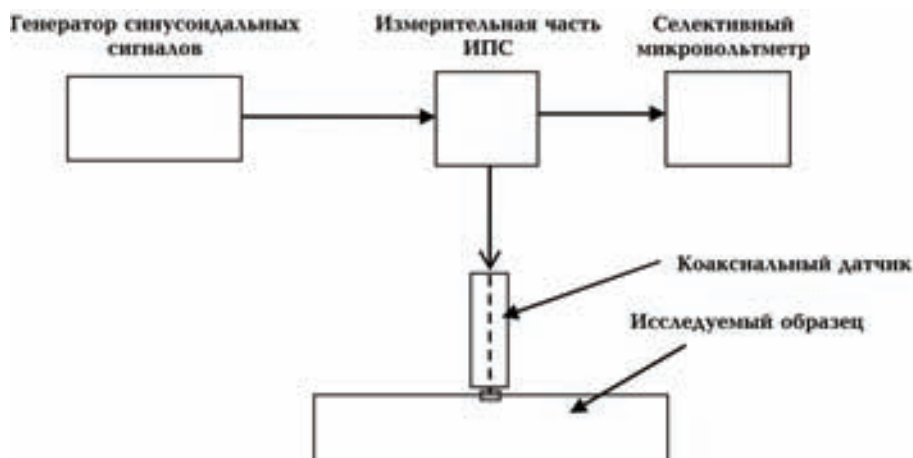 Генератор синусоидальных
сигналов
Измерительная часть
ИПС
Селективный
микровольтметр
Коаксиальный датчик
Исследуемый образец